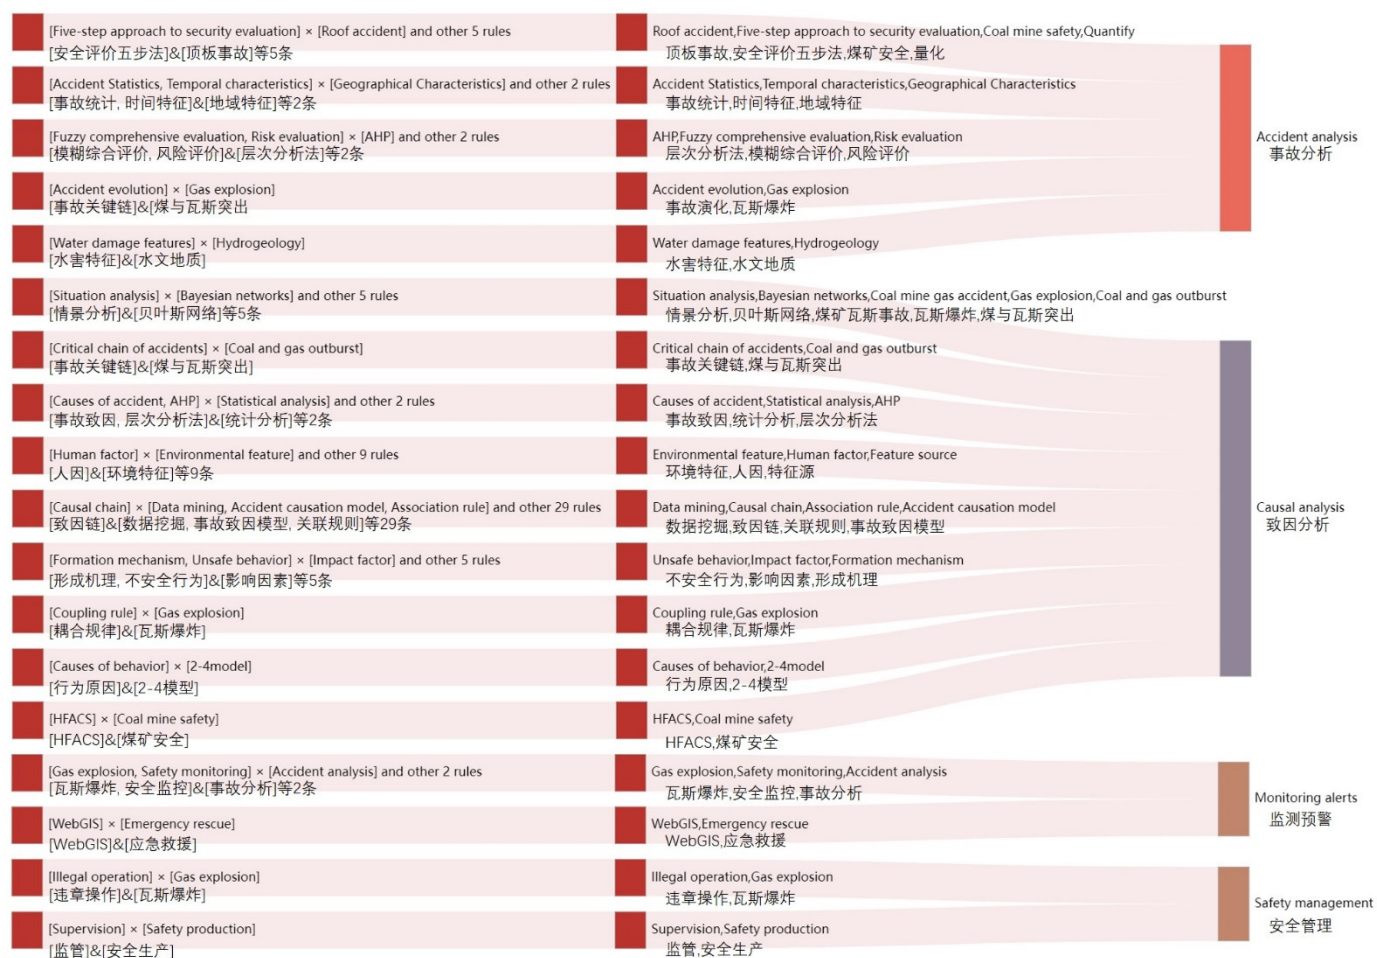 [Five-step approach to security evaluation] × [Roof accident] and other 5 rules
[安全评价五步法]&[顶板事故]等5条
Roof accident,Five-step approach to security evaluation,Coal mine safety,Quantify
顶板事故,安全评价五步法,煤矿安全,量化
[Accident Statistics, Temporal characteristics] × [Geographical Characteristics] and other 2 rules
[事故统计, 时间特征]&[地域特征]等2条
Accident Statistics,Temporal characteristics,Geographical Characteristics
事故统计,时间特征,地域特征
[Fuzzy comprehensive evaluation, Risk evaluation] × [AHP] and other 2 rules
[模糊综合评价, 风险评价]&[层次分析法]等2条
AHP,Fuzzy comprehensive evaluation,Risk evaluation
层次分析法,模糊综合评价,风险评价
Accident analysis
事故分析
[Accident evolution] × [Gas explosion]
[事故关键链]&[煤与瓦斯突出
Accident evolution,Gas explosion
事故演化,瓦斯爆炸
[Water damage features] × [Hydrogeology]
[水害特征]&[水文地质]
Water damage features,Hydrogeology
水害特征,水文地质
[Situation analysis] × [Bayesian networks] and other 5 rules
[情景分析]&[贝叶斯网络]等5条
Situation analysis,Bayesian networks,Coal mine gas accident,Gas explosion,Coal and gas outburst
情景分析,贝叶斯网络,煤矿瓦斯事故,瓦斯爆炸,煤与瓦斯突出
[Critical chain of accidents] × [Coal and gas outburst]
[事故关键链]&[煤与瓦斯突出]
Critical chain of accidents,Coal and gas outburst
事故关键链,煤与瓦斯突出
[Causes of accident, AHP] × [Statistical analysis] and other 2 rules
[事故致因, 层次分析法]&[统计分析]等2条
Causes of accident,Statistical analysis,AHP
事故致因,统计分析,层次分析法
[Human factor] × [Environmental feature] and other 9 rules
[人因]&[环境特征]等9条
Environmental feature,Human factor,Feature source
环境特征,人因,特征源
[Causal chain] × [Data mining, Accident causation model, Association rule] and other 29 rules
[致因链]&[数据挖掘, 事故致因模型, 关联规则]等29条
Data mining,Causal chain,Association rule,Accident causation model
数据挖掘,致因链,关联规则,事故致因模型
Causal analysis
致因分析
[Formation mechanism, Unsafe behavior] × [Impact factor] and other 5 rules
[形成机理, 不安全行为]&[影响因素]等5条
Unsafe behavior,Impact factor,Formation mechanism
不安全行为,影响因素,形成机理
[Coupling rule] × [Gas explosion]
[耦合规律]&[瓦斯爆炸]
Coupling rule,Gas explosion
耦合规律,瓦斯爆炸
[Causes of behavior] × [2-4model]
[行为原因]&[2-4模型]
Causes of behavior,2-4model
行为原因,2-4模型
[HFACS] × [Coal mine safety]
[HFACS]&[煤矿安全]
HFACS,Coal mine safety
HFACS,煤矿安全
[Gas explosion, Safety monitoring] × [Accident analysis] and other 2 rules
[瓦斯爆炸, 安全监控]&[事故分析]等2条
Gas explosion,Safety monitoring,Accident analysis
瓦斯爆炸,安全监控,事故分析
Monitoring alerts
监测预警
[WebGIS] × [Emergency rescue]
[WebGIS]&[应急救援]
WebGIS,Emergency rescue
WebGIS,应急救援
[Illegal operation] × [Gas explosion]
[违章操作]&[瓦斯爆炸]
Illegal operation,Gas explosion
违章操作,瓦斯爆炸
Safety management
安全管理
[Supervision] × [Safety production]
[监管]&[安全生产]
Supervision,Safety production
监管,安全生产